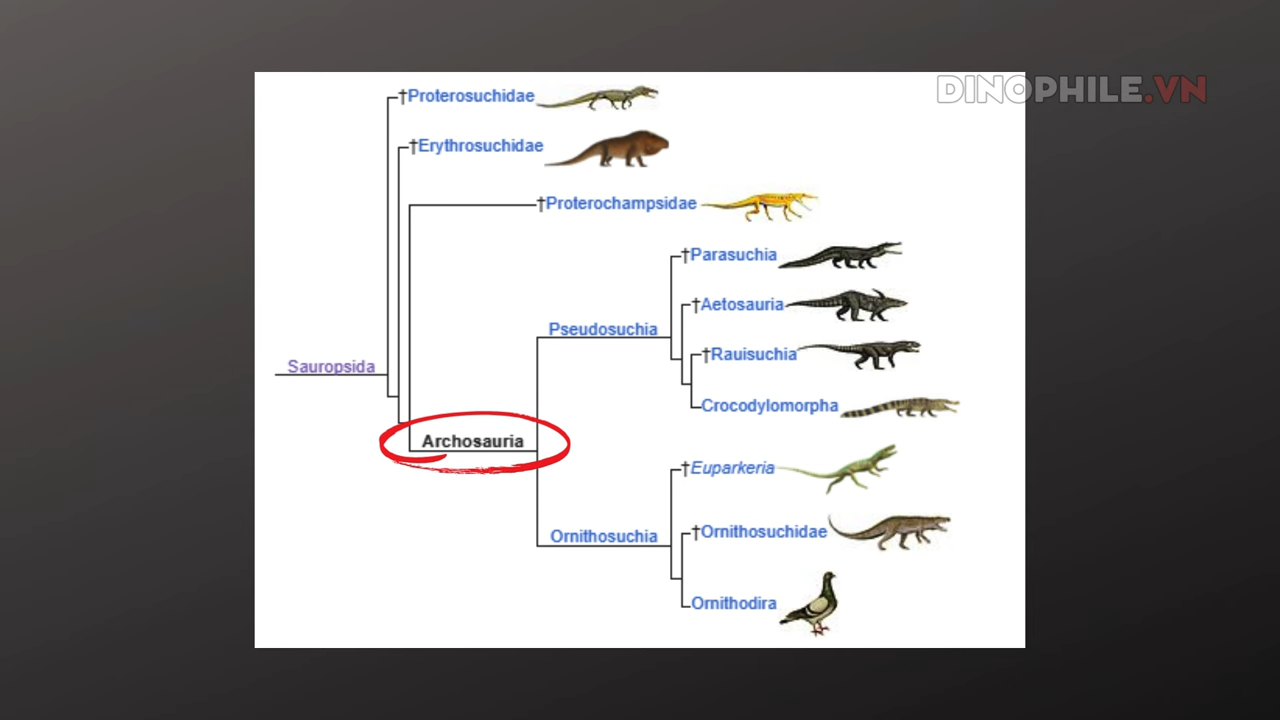 DINOPHILE.VN
†Proterosuchidae
†Erythrosuchidae
†Proterochampsidae
†Parasuchia
†Aetosauria
Pseudosuchia
†Rauisuchia
Sauropsida
Crocodylomorpha
Archosauria
†Euparkeria
†Ornithosuchidae
Ornithosuchia
Ornithodira